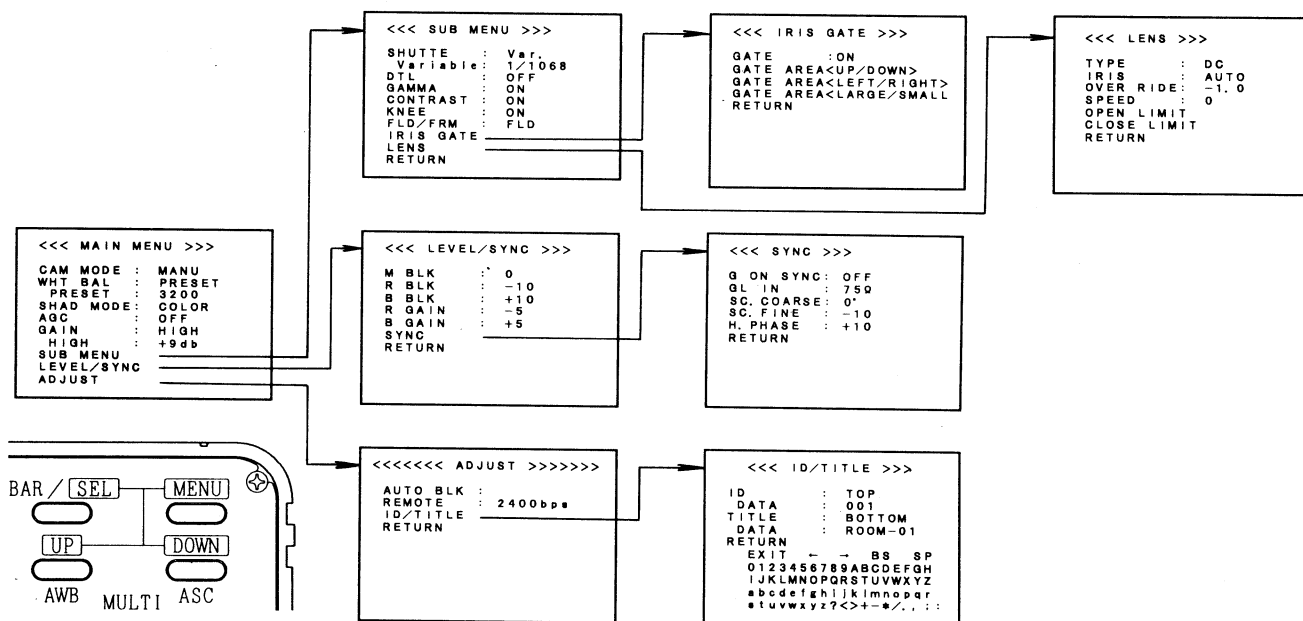 <<< SUB MENU >>>
SHUTTE : Var.
Variable: 1/1068
DTL : OFF
GAMMA : ON
CONTRAST : ON
KNEE : ON
FLD/FRM : FLD
IRIS GATE
LENS
RETURN
<<< IRIS GATE >>>
GATE :ON
GATE AREA<UP/DOWN>
GATE AREA<LEFT/RIGHT>
GATE AREA<LARGE/SMALL
RETURN
<<< LENS >>>
TYPE : DC
IRIS : AUTO
OVER RIDE: -1.0
SPEED : 0
OPEN LIMIT
CLOSE LIMIT
RETURN
<<< MAIN MENU >>>
CAM MODE : MANU
WHT BAL : PRESET
PRESET : 3200
SHAD MODE: COLOR
AGC : OFF
GAIN : HIGH
HIGH : +9db
SUB MENU
LEVEL/SYNC
ADJUST
<<< LEVEL/SYNC >>>
M BLK : 0
R BLK : -10
B BLK : +10
R GAIN : -5
B GAIN : +5
SYNC
RETURN
<<< SYNC >>>
G ON SYNC: OFF
GL IN : 75Ω
SC. COARSE: 0°
SC. FINE : -10
H. PHASE : +10
RETURN
<<<<<<< ADJUST >>>>>>>
AUTO BLK :
REMOTE : 2400bps
ID/TITLE
RETURN
<<< ID/TITLE >>>
ID : TOP
DATA : 001
TITLE : BOTTOM
DATA : ROOM-01
RETURN
EXIT ← → BS SP
0123456789ABCDEFGH
IJKLMNOPQRSTUVWXYZ
abcdefghijklmnopqr
stuvwxyz?<>+-*/.,:;
BAR / SEL MENU
UP DOWN
AWB MULTI ASC